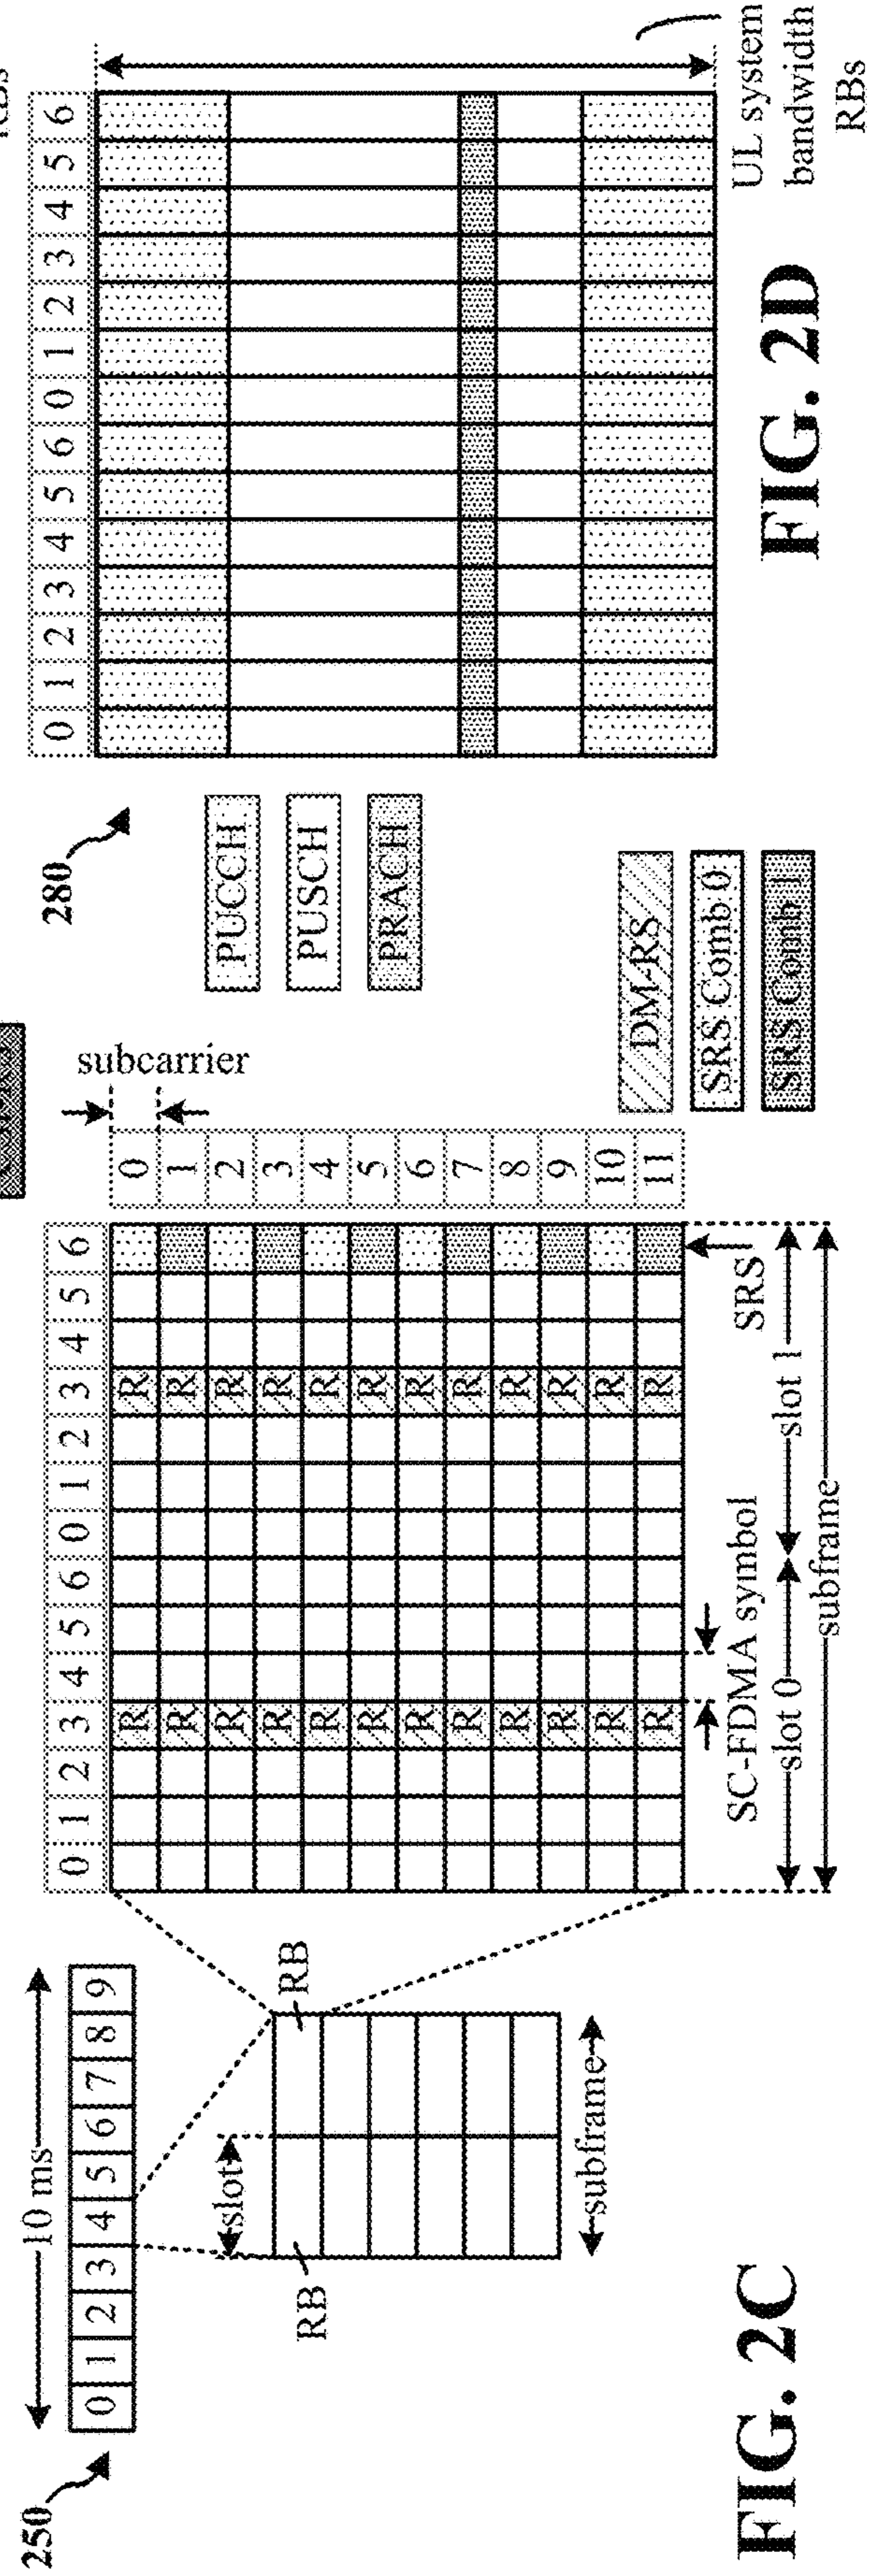 250
10 ms
0 1 2 3 4 5 6 7 8 9
slot
RB
RB
subframe
FIG. 2C
0 1 2 3 4 5 6 0 1 2 3 4 5 6
subcarrier
0
1
2
3
4
5
6
7
8
9
10
11
R R
R R
R R
R R
R R
R R
R R
R R
R R
R R
R R
R R
SC-FDMA symbol
SRS
slot 0
slot 1
subframe
DM-RS
SRS Comb 0
SRS Comb 1
280
PUCCH
PUSCH
PRACH
0 1 2 3 4 5 6 0 1 2 3 4 5 6
UL system
bandwidth
RBs
FIG. 2D